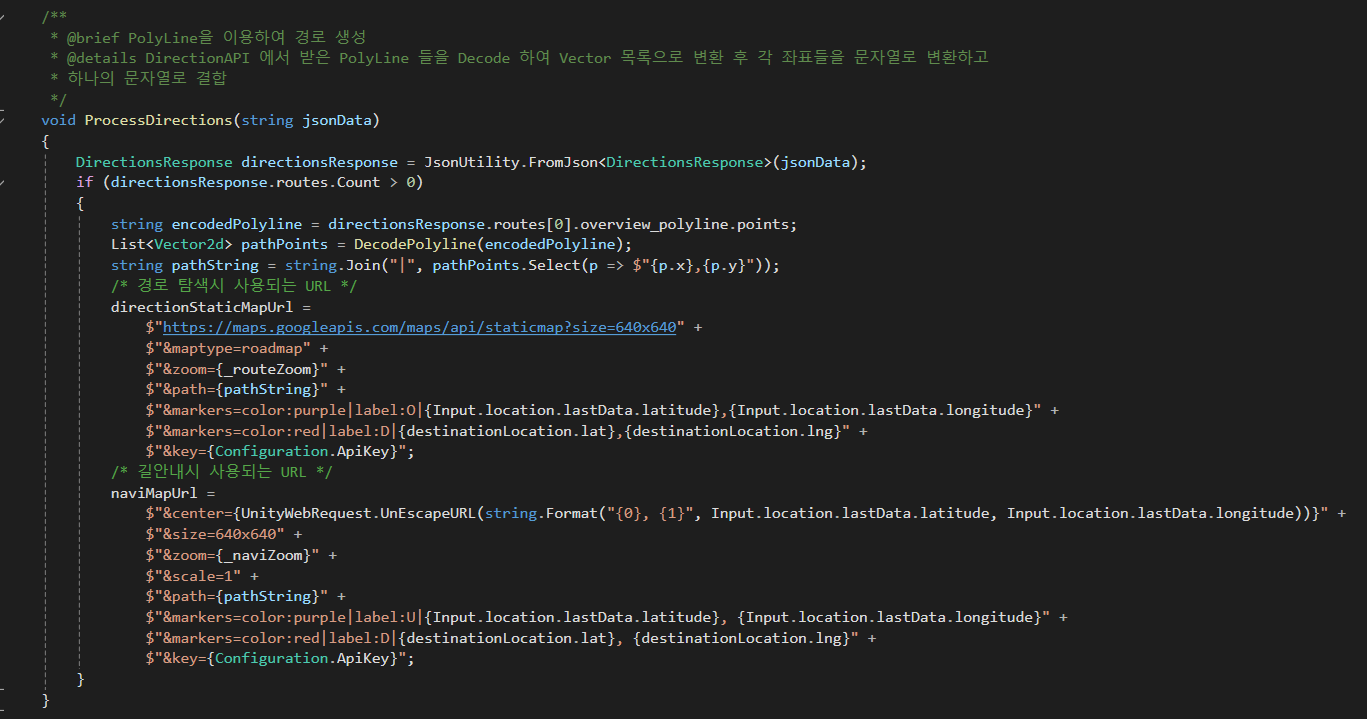 /**
 * @brief PolyLine을 이용하여 경로 생성
 * @details DirectionAPI 에서 받은 PolyLine 들을 Decode 하여 Vector 목록으로 변환 후 각 좌표들을 문자열로 변환하고
 * 하나의 문자열로 결합
 */
void ProcessDirections(string jsonData)
{
    DirectionsResponse directionsResponse = JsonUtility.FromJson<DirectionsResponse>(jsonData);
    if (directionsResponse.routes.Count > 0)
    {
        string encodedPolyline = directionsResponse.routes[0].overview_polyline.points;
        List<Vector2d> pathPoints = DecodePolyline(encodedPolyline);
        string pathString = string.Join("|", pathPoints.Select(p => $"{p.x},{p.y}"));
        /* 경로 탐색시 사용되는 URL */
        directionStaticMapUrl =
            $"https://maps.googleapis.com/maps/api/staticmap?size=640x640" +
            $"&maptype=roadmap" +
            $"&zoom={_routeZoom}" +
            $"&path={pathString}" +
            $"&markers=color:purple|label:O|{Input.location.lastData.latitude},{Input.location.lastData.longitude}" +
            $"&markers=color:red|label:D|{destinationLocation.lat},{destinationLocation.lng}" +
            $"&key={Configuration.ApiKey}";
        /* 길안내시 사용되는 URL */
        naviMapUrl =
            $"&center={UnityWebRequest.UnEscapeURL(string.Format("{0}, {1}", Input.location.lastData.latitude, Input.location.lastData.longitude))}" +
            $"&size=640x640" +
            $"&zoom={_naviZoom}" +
            $"&scale=1" +
            $"&path={pathString}" +
            $"&markers=color:purple|label:U|{Input.location.lastData.latitude}, {Input.location.lastData.longitude}" +
            $"&markers=color:red|label:D|{destinationLocation.lat}, {destinationLocation.lng}" +
            $"&key={Configuration.ApiKey}";
    }
}